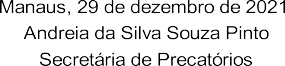 Manaus, 29 de dezembro de 2021
Andreia da Silva Souza Pinto
Secretária de Precatórios